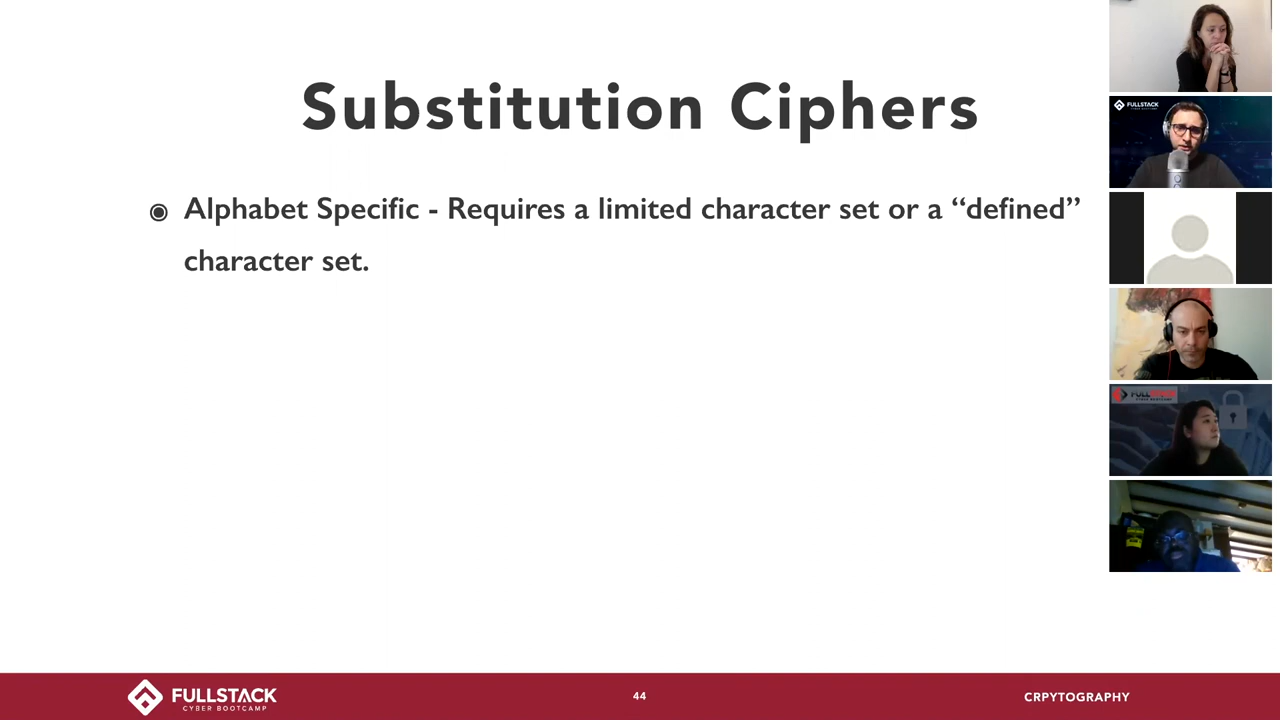 Substitution Ciphers
Alphabet Specific - Requires a limited character set or a “defined”
character set.
FULLSTACK
FULLSTACK
CYBER BOOTCAMP
44
CRPYTOGRAPHY